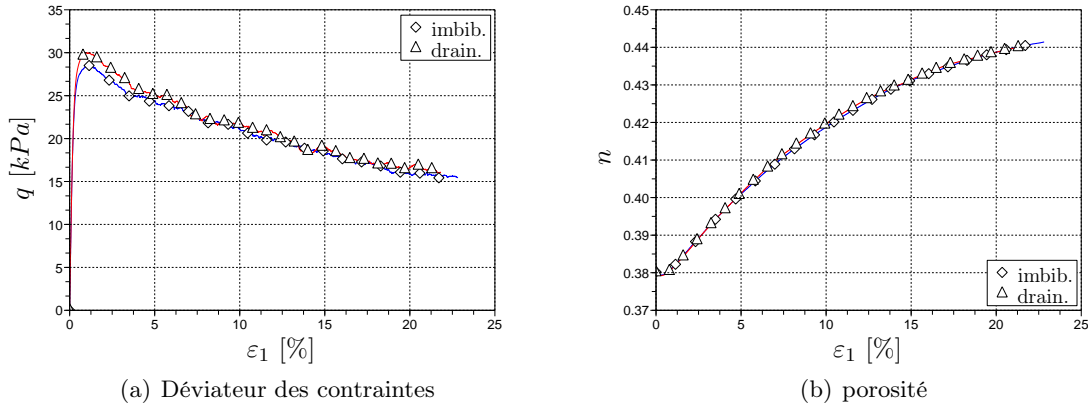 35
30
25
20
15
10
5
0
0 5 10 15 20 25
q [kPa]
ε₁ [%]
imbib.
drain.
(a) Déviateur des contraintes
0.45
0.44
0.43
0.42
0.41
0.40
0.39
0.38
0.37
0 5 10 15 20 25
n
ε₁ [%]
imbib.
drain.
(b) porosité